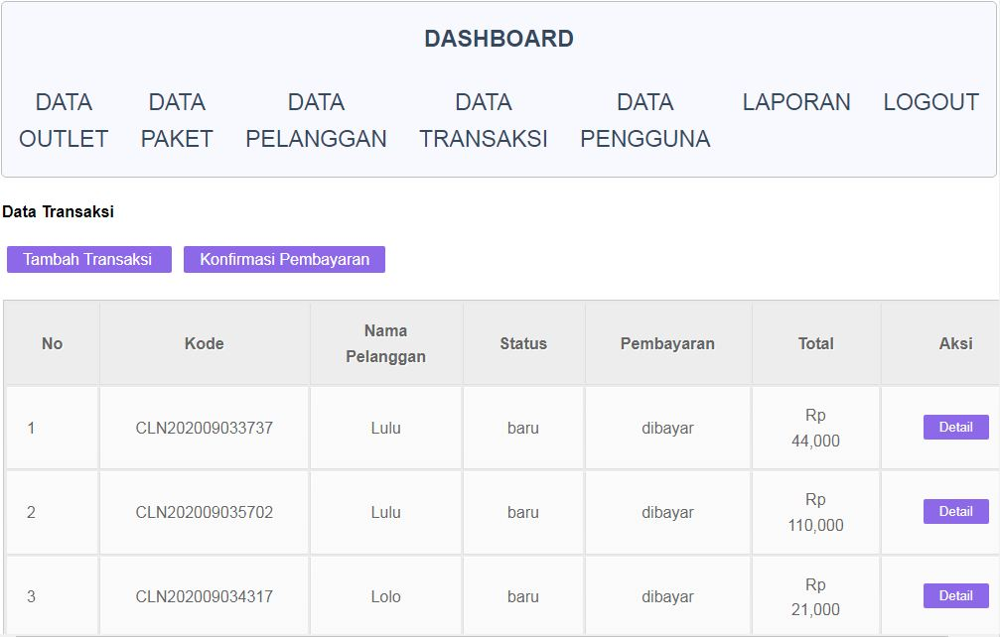 DASHBOARD
DATA OUTLET
DATA PAKET
DATA PELANGGAN
DATA TRANSAKSI
DATA PENGGUNA
LAPORAN
LOGOUT
Data Transaksi
Tambah Transaksi Konfirmasi Pembayaran
No Kode Nama Pelanggan Status Pembayaran Total Aksi
1 CLN202009033737 Lulu baru dibayar Rp 44,000 Detail
2 CLN202009035702 Lulu baru dibayar Rp 110,000 Detail
3 CLN202009034317 Lolo baru dibayar Rp 21,000 Detail